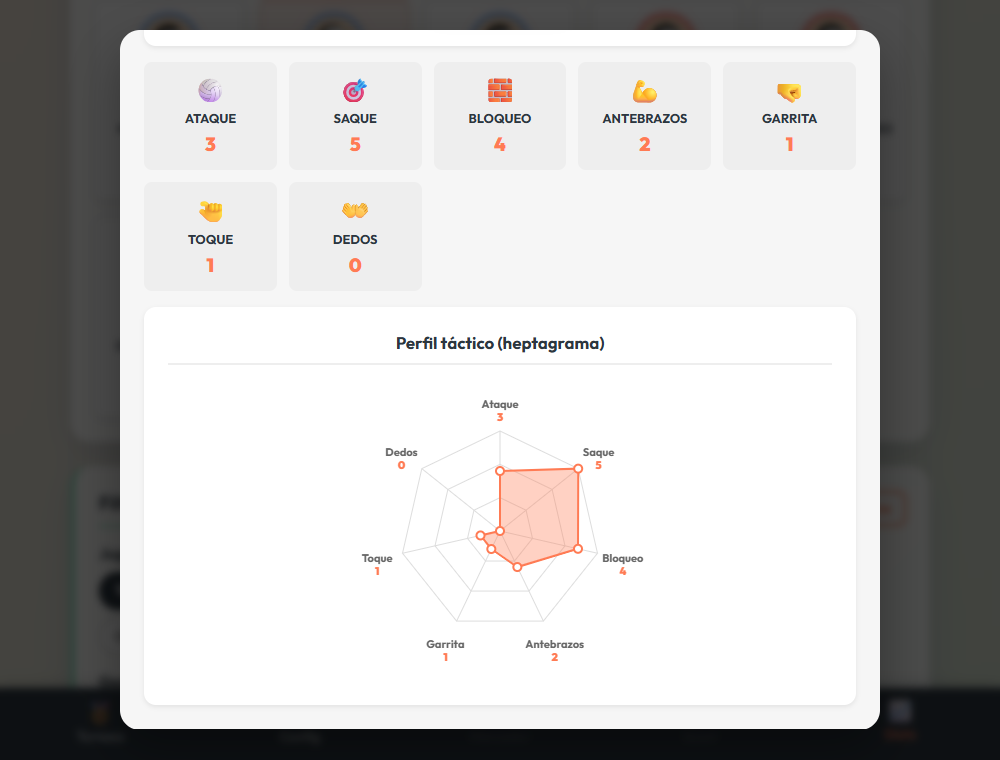 ATAQUE
3
SAQUE
5
BLOQUEO
4
ANTEBRAZOS
2
GARRITA
1
TOQUE
1
DEDOS
0
Perfil táctico (heptagrama)
Ataque
3
Saque
5
Bloqueo
4
Antebrazos
2
Garrita
1
Toque
1
Dedos
0